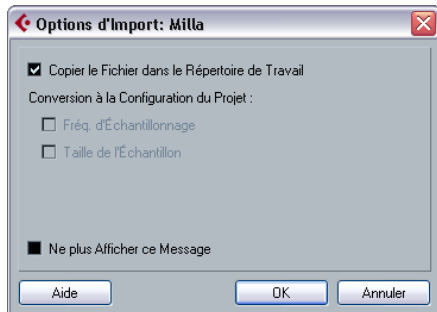 Options d'Import: Milla
Copier le Fichier dans le Répertoire de Travail
Conversion à la Configuration du Projet :
Fréq. d'Échantillonnage
Taille de l'Échantillon
Ne plus Afficher ce Message
Aide OK Annuler